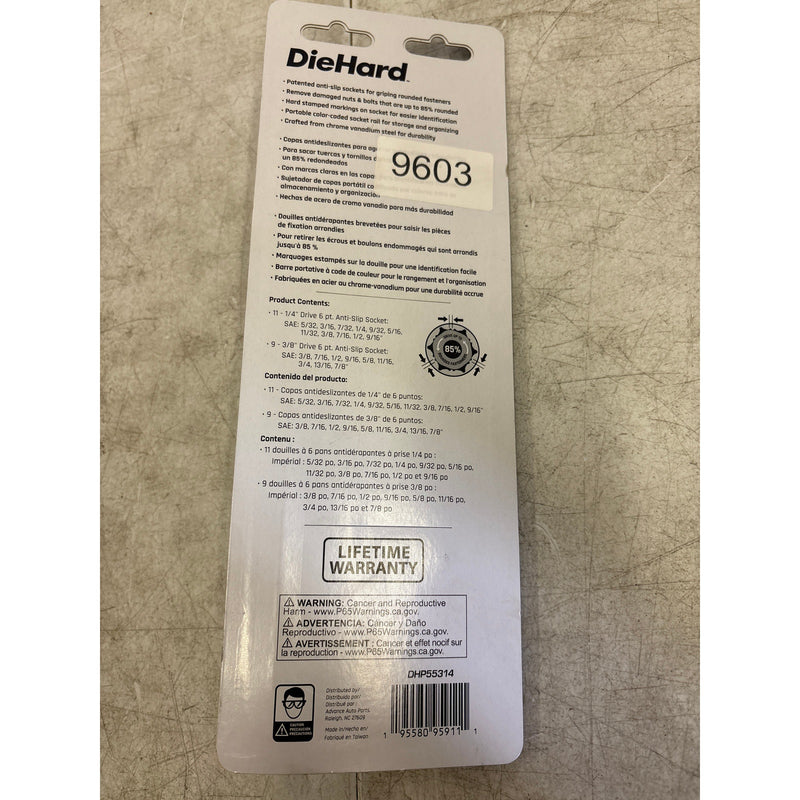 DieHard
• Patented anti-slip sockets for griping rounded fasteners
• Remove damaged nuts & bolts that are up to 85% rounded
• Hard stamped markings on socket for easier identification
• Portable color-coded socket rail for storage and organizing
• Crafted from chrome vanadium steel for durability
• Copas antideslizantes para
• Para sacar tuercas y tornillos
un 85% redondeados
• Con marcas claras en las copas
• Sujetador de copas portátil
almacenamiento y organización
• Hechas de acero de cromo vanadio para más durabilidad
9603
• Douilles antidérapantes brevetées pour saisir les pièces
de fixation arrondies
• Pour retirer les écrous et boulons endommagés qui sont arrondis
jusqu'à 85 %
• Marquages estampés sur la douille pour une identification facile
• Barre portative à code de couleur pour le rangement et l'organisation
• Fabriquées en acier au chrome-vanadium pour une durabilité accrue
Product Contents:
• 11 - 1/4" Drive 6 pt. Anti-Slip Socket:
SAE: 5/32, 3/16, 7/32, 1/4, 9/32, 5/16,
11/32, 3/8, 7/16, 1/2, 9/16"
• 9 - 3/8" Drive 6 pt. Anti-Slip Socket:
SAE: 3/8, 7/16, 1/2, 9/16, 5/8, 11/16,
3/4, 13/16, 7/8"
85%
Contenido del producto:
• 11 - Copas antideslizantes de 1/4" de 6 puntos:
SAE: 5/32, 3/16, 7/32, 1/4, 9/32, 5/16, 11/32, 3/8, 7/16, 1/2, 9/16"
• 9 - Copas antideslizantes de 3/8" de 6 puntos:
SAE: 3/8, 7/16, 1/2, 9/16, 5/8, 11/16, 3/4, 13/16, 7/8"
Contenu :
• 11 douilles à 6 pans antidérapantes à prise 1/4 po :
Impérial : 5/32 po, 3/16 po, 7/32 po, 1/4 po, 9/32 po, 5/16 po,
11/32 po, 3/8 po, 7/16 po, 1/2 po et 9/16 po
• 9 douilles à 6 pans antidérapantes à prise 3/8 po :
Impérial : 3/8 po, 7/16 po, 1/2 po, 9/16 po, 5/8 po, 11/16 po,
3/4 po, 13/16 po et 7/8 po
LIFETIME
WARRANTY
⚠ WARNING: Cancer and Reproductive
Harm - www.P65Warnings.ca.gov.
⚠ ADVERTENCIA: Cáncer y Daño
Reproductivo - www.P65Warnings.ca.gov.
⚠ AVERTISSEMENT : Cancer et effet nocif sur
la reproduction - www.P65Warnings.ca.gov.
DHP55314
CAUTION
PRECAUCIÓN
PRÉCAUTIONS
Distributed by/
Distribuido por/
Distribué par :
Advance Auto Parts,
Raleigh, NC 27609
Made in/Hecho en/
Fabriqué en Taiwan.
1 95580 95911 1